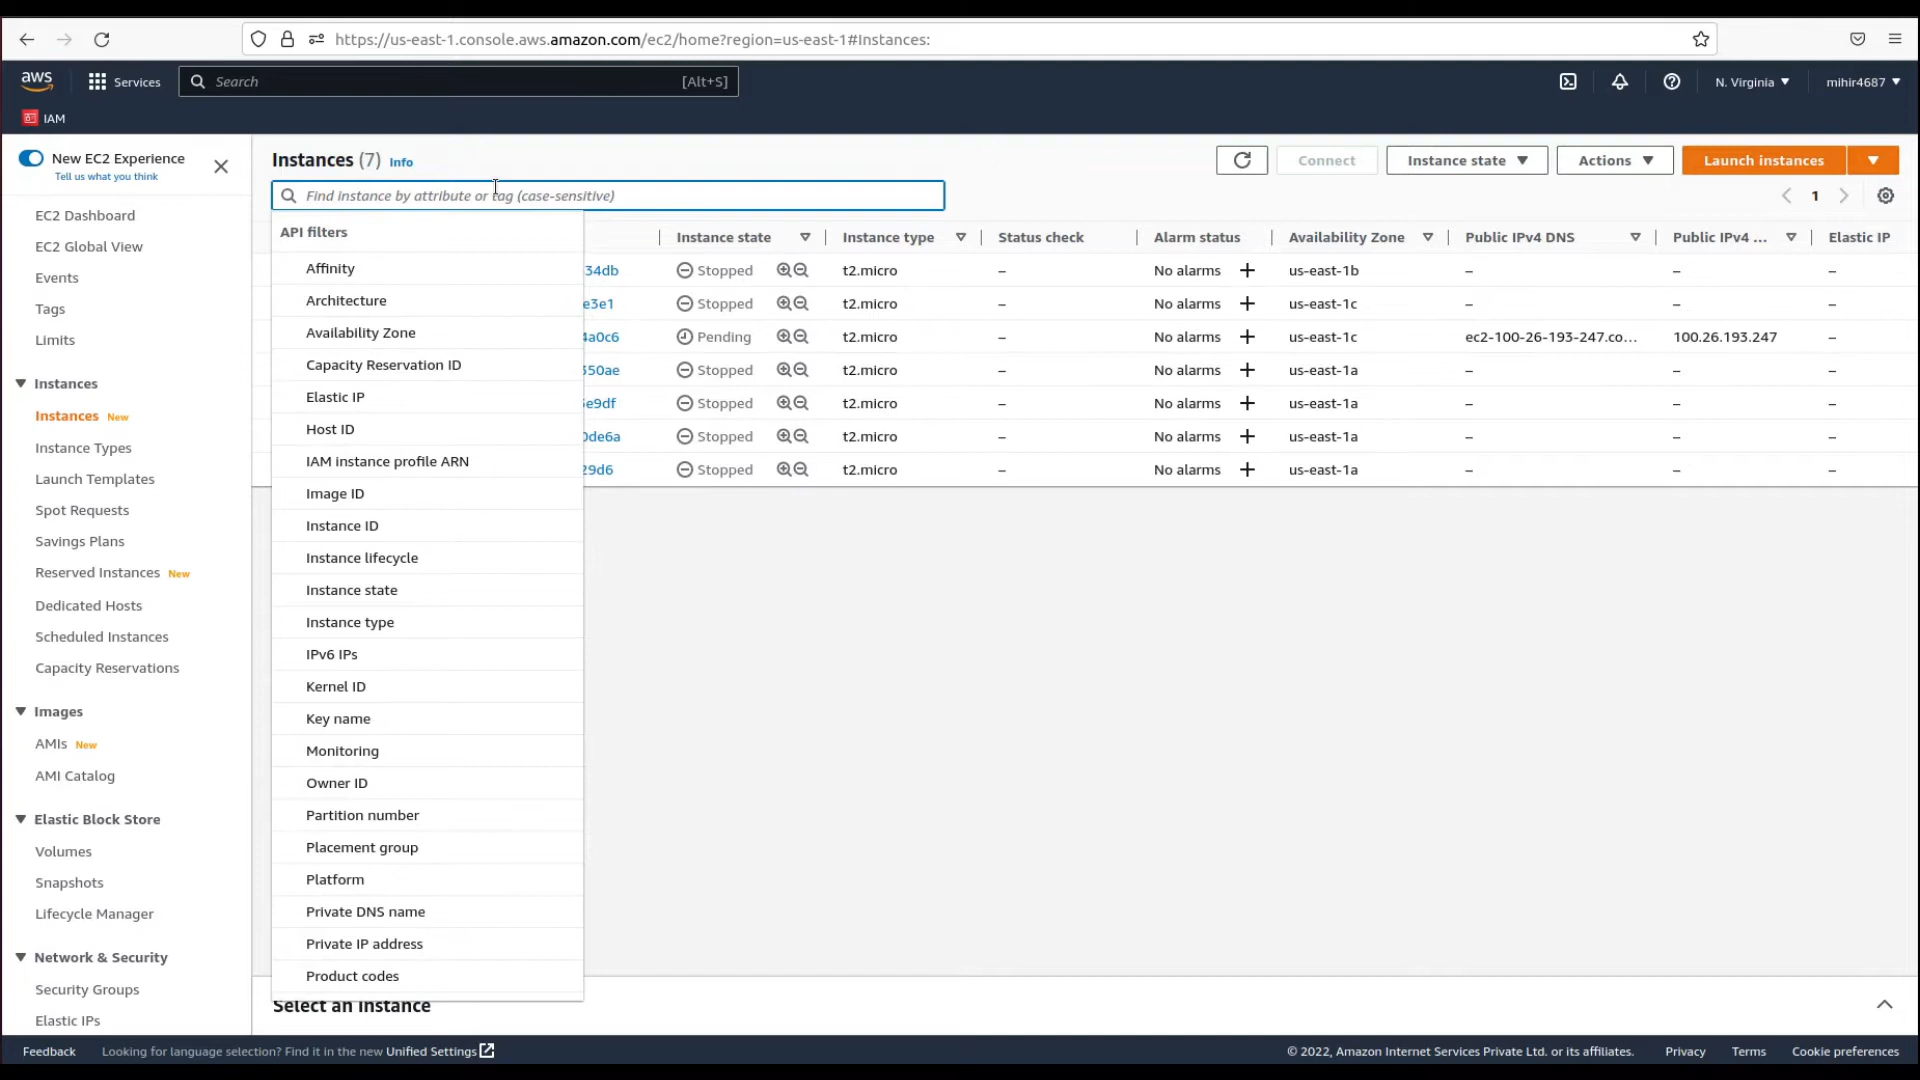 https://us-east-1.console.aws.amazon.com/ec2/home?region=us-east-1#Instances:
aws Services Search [Alt+S] N. Virginia mihir4687
IAM
New EC2 Experience
Tell us what you think
EC2 Dashboard
EC2 Global View
Events
Tags
Limits
Instances
Instances New
Instance Types
Launch Templates
Spot Requests
Savings Plans
Reserved Instances New
Dedicated Hosts
Scheduled Instances
Capacity Reservations
Images
AMIs New
AMI Catalog
Elastic Block Store
Volumes
Snapshots
Lifecycle Manager
Network & Security
Security Groups
Elastic IPs
Instances (7) Info
Connect Instance state Actions Launch instances
Find instance by attribute or tag (case-sensitive)
1
API filters
Affinity
Architecture
Availability Zone
Capacity Reservation ID
Elastic IP
Host ID
IAM instance profile ARN
Image ID
Instance ID
Instance lifecycle
Instance state
Instance type
IPv6 IPs
Kernel ID
Key name
Monitoring
Owner ID
Partition number
Placement group
Platform
Private DNS name
Private IP address
Product codes
Instance state Instance type Status check Alarm status Availability Zone Public IPv4 DNS Public IPv4 ... Elastic IP
34db Stopped t2.micro – No alarms + us-east-1b – – –
e3e1 Stopped t2.micro – No alarms + us-east-1c – – –
4a0c6 Pending t2.micro – No alarms + us-east-1c ec2-100-26-193-247.co... 100.26.193.247 –
350ae Stopped t2.micro – No alarms + us-east-1a – – –
e9df Stopped t2.micro – No alarms + us-east-1a – – –
0de6a Stopped t2.micro – No alarms + us-east-1a – – –
29d6 Stopped t2.micro – No alarms + us-east-1a – – –
Select an instance
Feedback Looking for language selection? Find it in the new Unified Settings © 2022, Amazon Internet Services Private Ltd. or its affiliates. Privacy Terms Cookie preferences